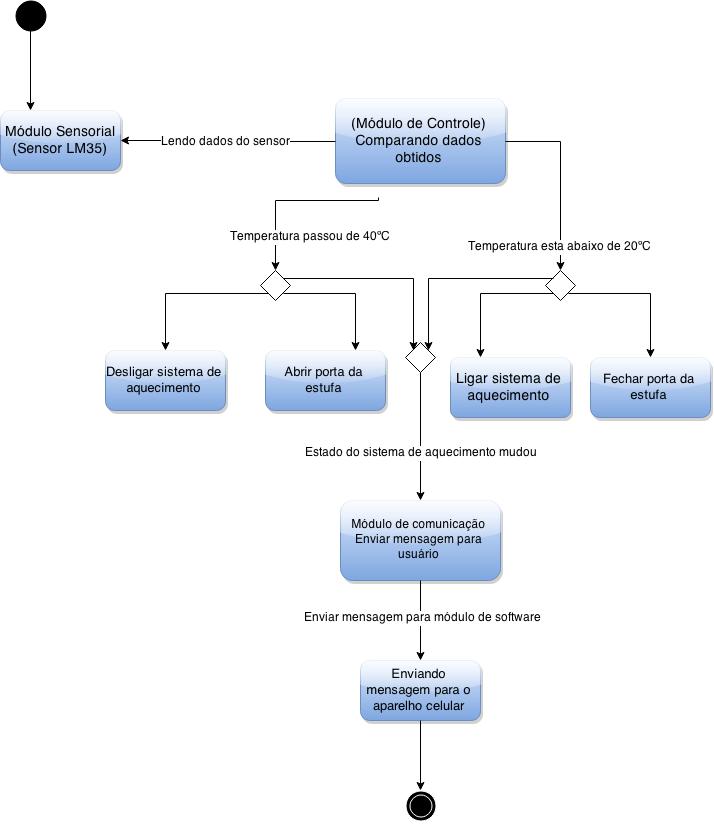 Módulo Sensorial
(Sensor LM35)
Lendo dados do sensor
(Módulo de Controle)
Comparando dados
obtidos
Temperatura passou de 40ºC
Temperatura esta abaixo de 20ºC
Desligar sistema de
aquecimento
Abrir porta da
estufa
Ligar sistema de
aquecimento
Fechar porta da
estufa
Estado do sistema de aquecimento mudou
Módulo de comunicação
Enviar mensagem para
usuário
Enviar mensagem para módulo de software
Enviando
mensagem para o
aparelho celular